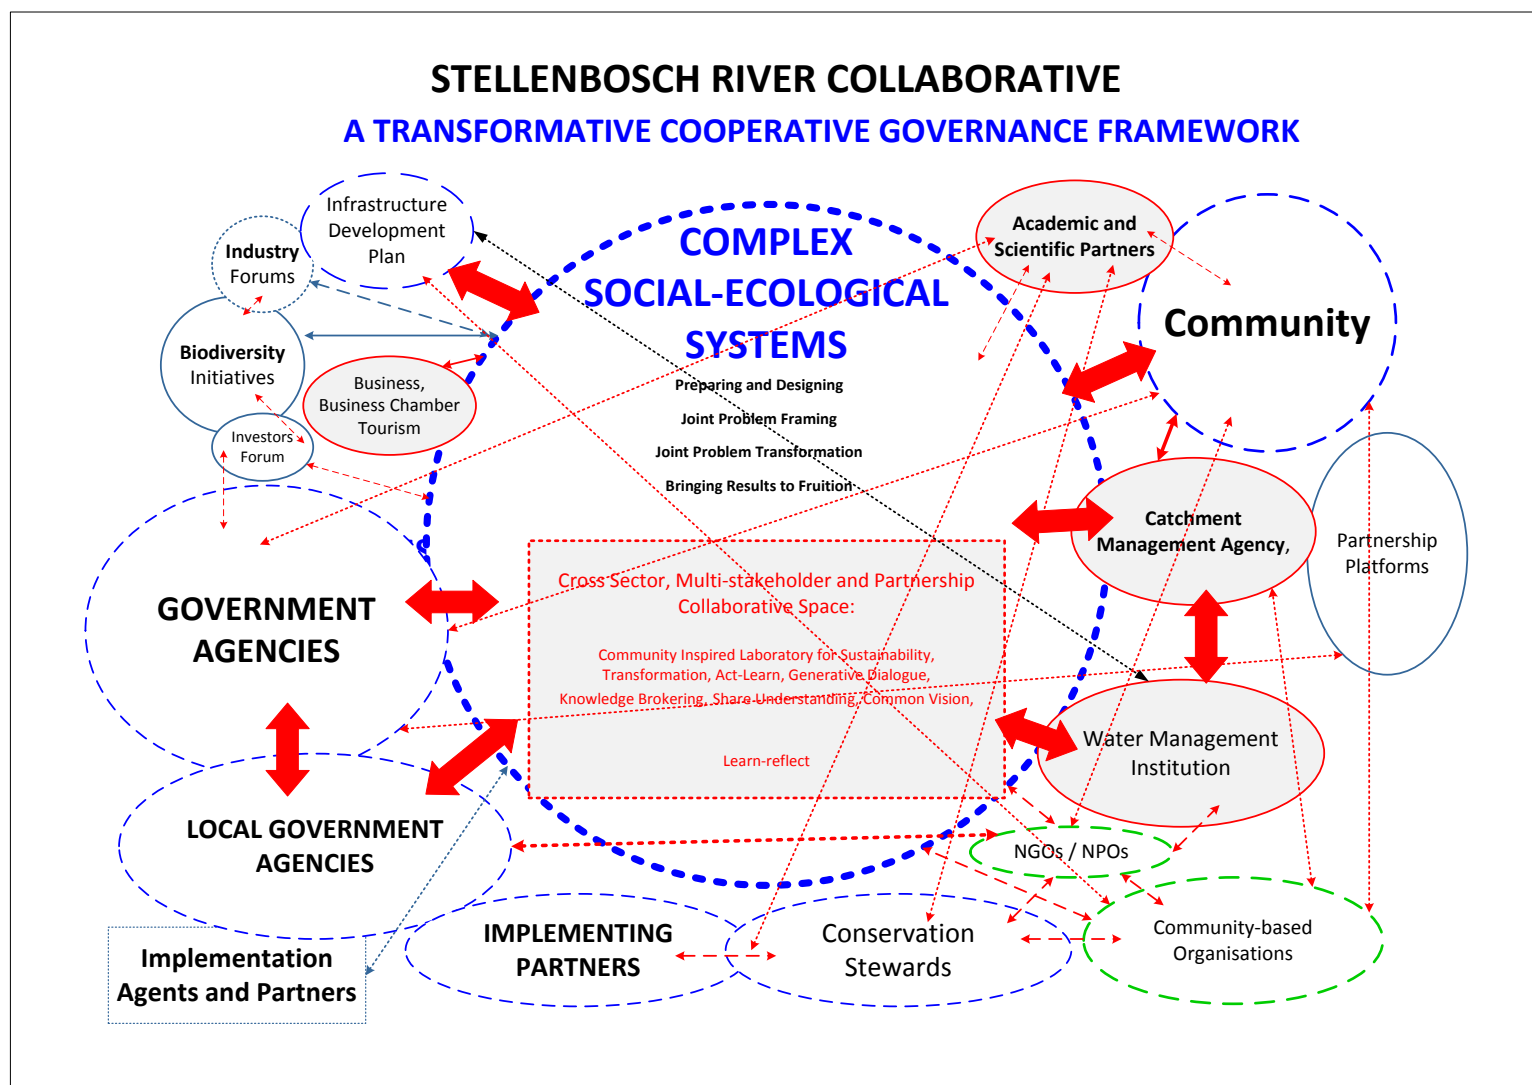 STELLENBOSCH RIVER COLLABORATIVE
A TRANSFORMATIVE COOPERATIVE GOVERNANCE FRAMEWORK
Infrastructure
Development
Plan
Industry
Forums
Biodiversity
Initiatives
Business,
Business Chamber
Tourism
Investors
Forum
COMPLEX
SOCIAL-ECOLOGICAL
SYSTEMS
Preparing and Designing
Joint Problem Framing
Joint Problem Transformation
Bringing Results to Fruition
Academic and
Scientific Partners
Community
Catchment
Management Agency,
Partnership
Platforms
GOVERNMENT
AGENCIES
Cross Sector, Multi-stakeholder and Partnership
Collaborative Space:
Community Inspired Laboratory for Sustainability,
Transformation, Act-Learn, Generative Dialogue,
Knowledge Brokering, Share Understanding, Common Vision,
Learn-reflect
Water Management
Institution
LOCAL GOVERNMENT
AGENCIES
NGOs / NPOs
IMPLEMENTING
PARTNERS
Conservation
Stewards
Community-based
Organisations
Implementation
Agents and Partners